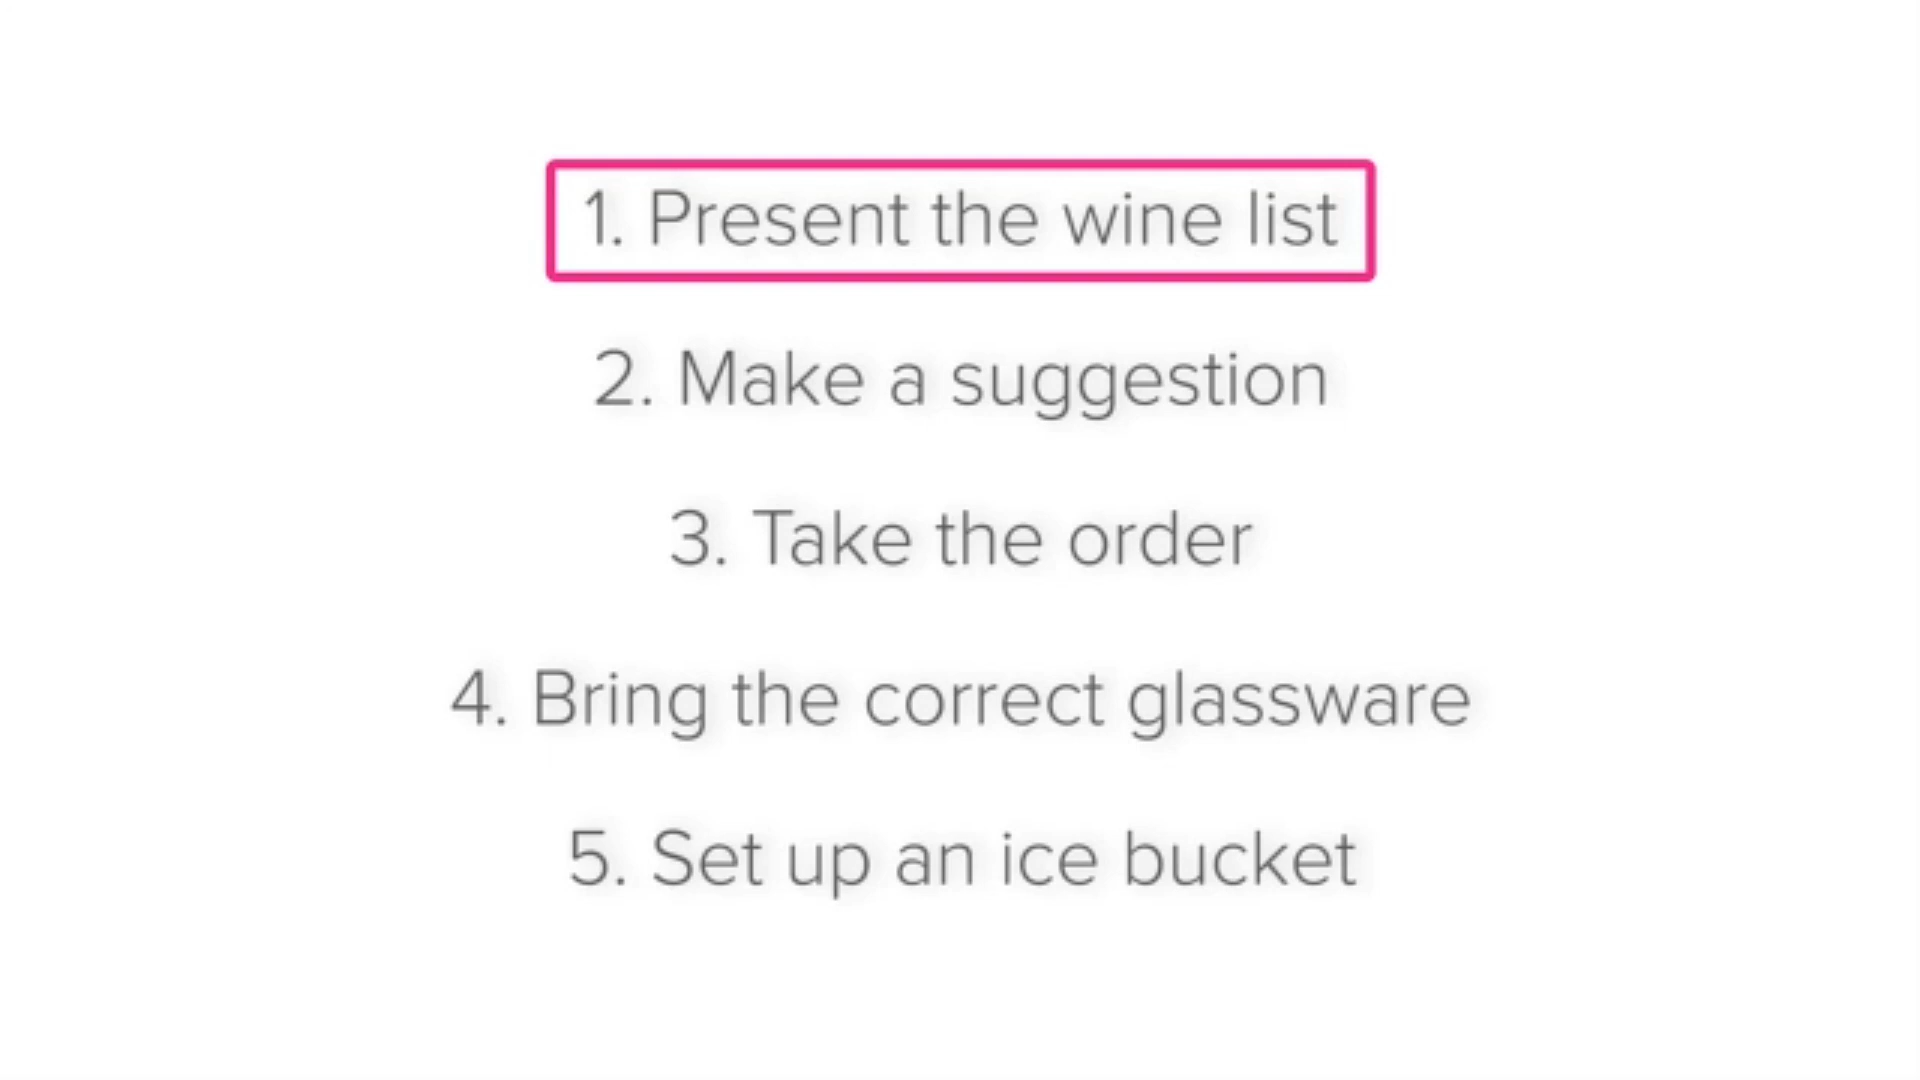 1. Present the wine list
2. Make a suggestion
3. Take the order
4. Bring the correct glassware
5. Set up an ice bucket